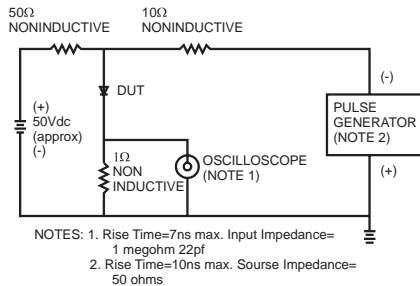 50Ω
NONINDUCTIVE
10Ω
NONINDUCTIVE
(+)
50Vdc
(approx)
(-)
DUT
1Ω
NON
INDUCTIVE
OSCILLOSCOPE
(NOTE 1)
(-)
PULSE
GENERATOR
(NOTE 2)
(+)
NOTES: 1. Rise Time=7ns max. Input Impedance=
1 megohm 22pf
2. Rise Time=10ns max. Sourse Impedance=
50 ohms